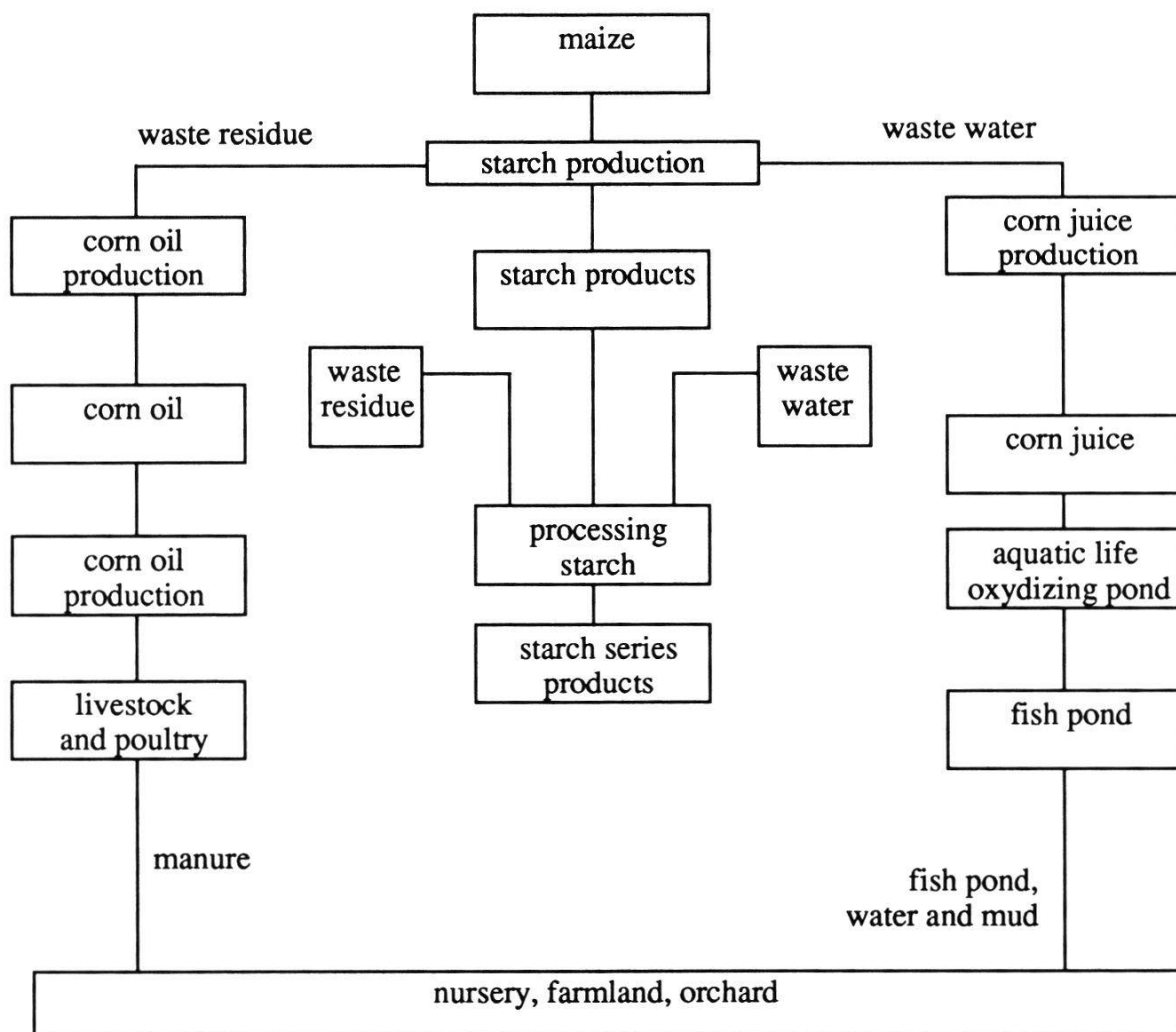 maize
waste residue
waste water
starch production
corn oil
production
starch products
corn juice
production
waste
residue
waste
water
corn oil
corn juice
processing
starch
corn oil
production
aquatic life
oxydizing pond
starch series
products
livestock
and poultry
fish pond
manure
fish pond,
water and mud
nursery, farmland, orchard